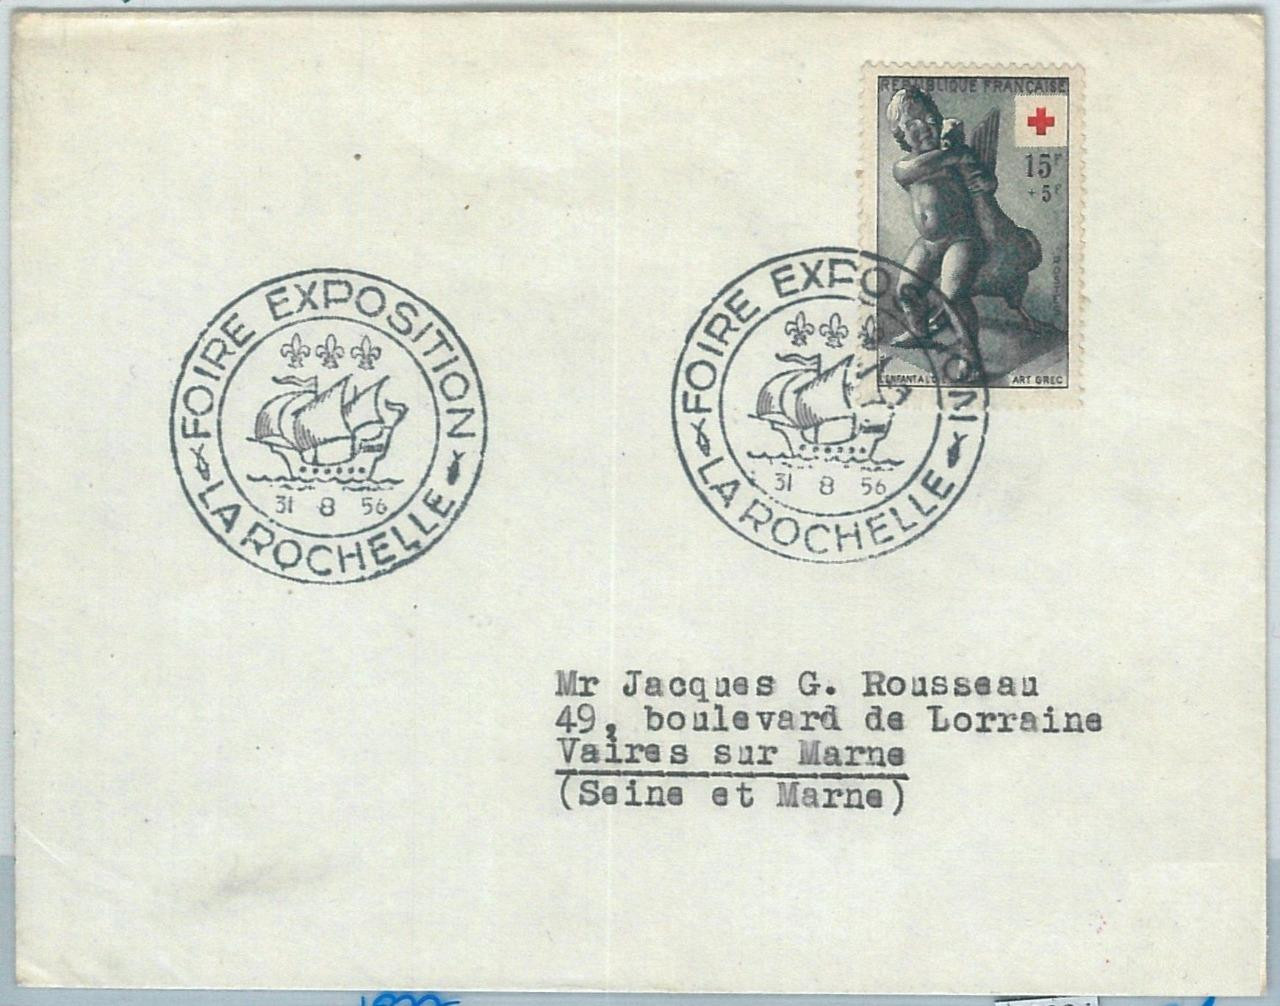 RÉPUBLIQUE FRANÇAISE
15F
+ 5F
ART GREC
FOIRE EXPOSITION
31 8 56
LA ROCHELLE
FOIRE EXPOSITION
31 8 56
LA ROCHELLE
Mr Jacques G. Rousseau
49, boulevard de Lorraine
Vaires sur Marne
(Seine et Marne)